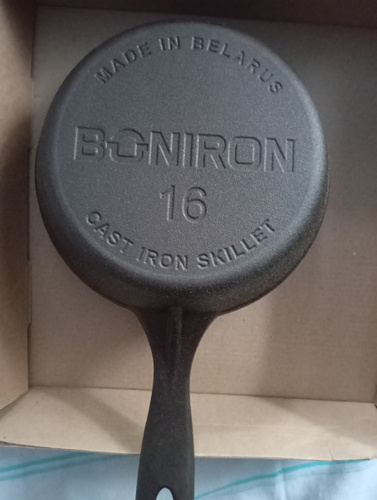 MADE IN BELARUS
BONIRON
16
CAST IRON SKILLET